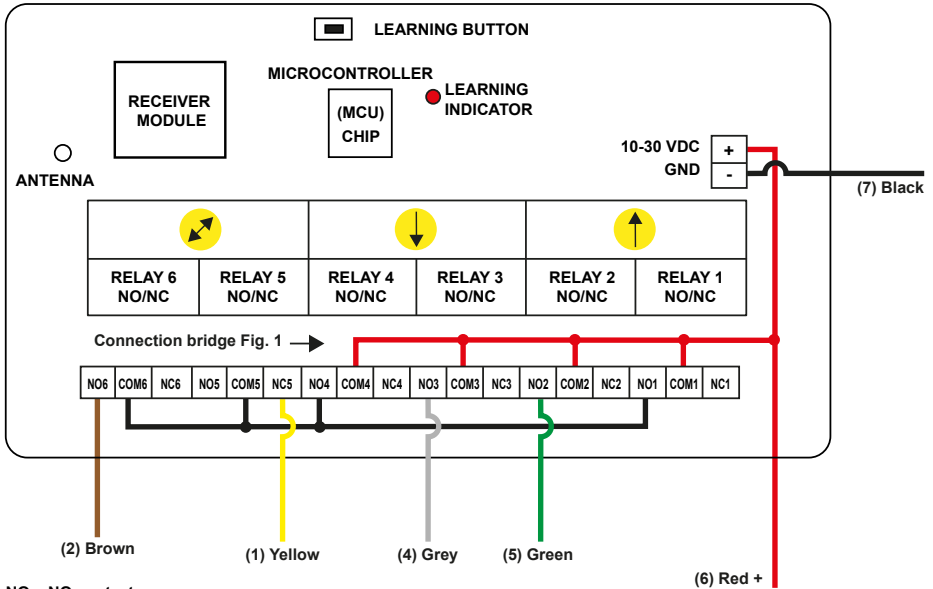 LEARNING BUTTON
RECEIVER
MODULE
MICROCONTROLLER
(MCU)
CHIP
LEARNING
INDICATOR
ANTENNA
10-30 VDC +
GND -
(7) Black
RELAY 6
NO/NC
RELAY 5
NO/NC
RELAY 4
NO/NC
RELAY 3
NO/NC
RELAY 2
NO/NC
RELAY 1
NO/NC
Connection bridge Fig. 1
NO6 COM6 NC6 NO5 COM5 NC5 NO4 COM4 NC4 NO3 COM3 NC3 NO2 COM2 NC2 NO1 COM1 NC1
(2) Brown
(1) Yellow
(4) Grey
(5) Green
(6) Red +